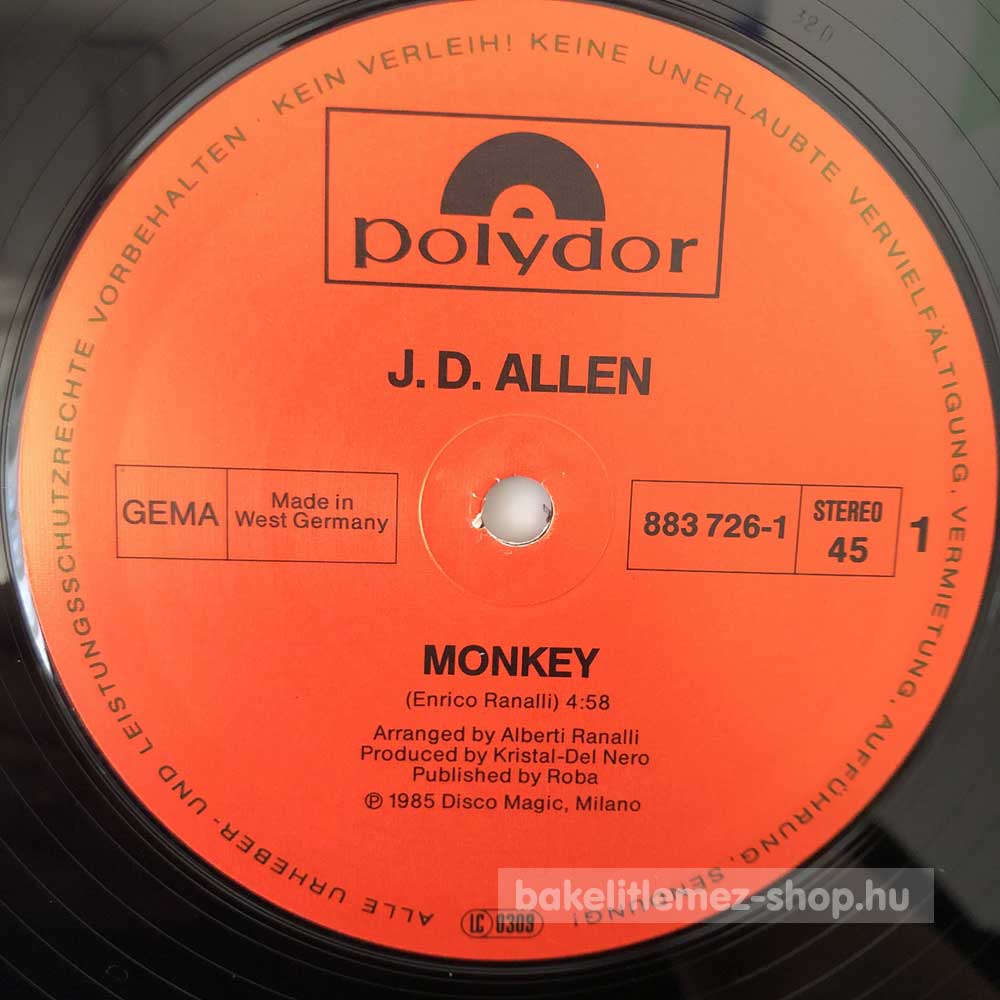 320
ALLE URHEBER- UND LEISTUNGSSCHUTZRECHTE VORBEHALTEN · KEIN VERLEIH! KEINE UNERLAUBTE VERVIELFÄLTIGUNG, VERMIETUNG, AUFFÜHRUNG, SENDUNG!
polydor
J. D. ALLEN
GEMA
Made in
West Germany
883 726-1
STEREO
45
1
MONKEY
(Enrico Ranalli) 4:58
Arranged by Alberti Ranalli
Produced by Kristal-Del Nero
Published by Roba
℗ 1985 Disco Magic, Milano
LC 0309
bakelitlemez-shop.hu